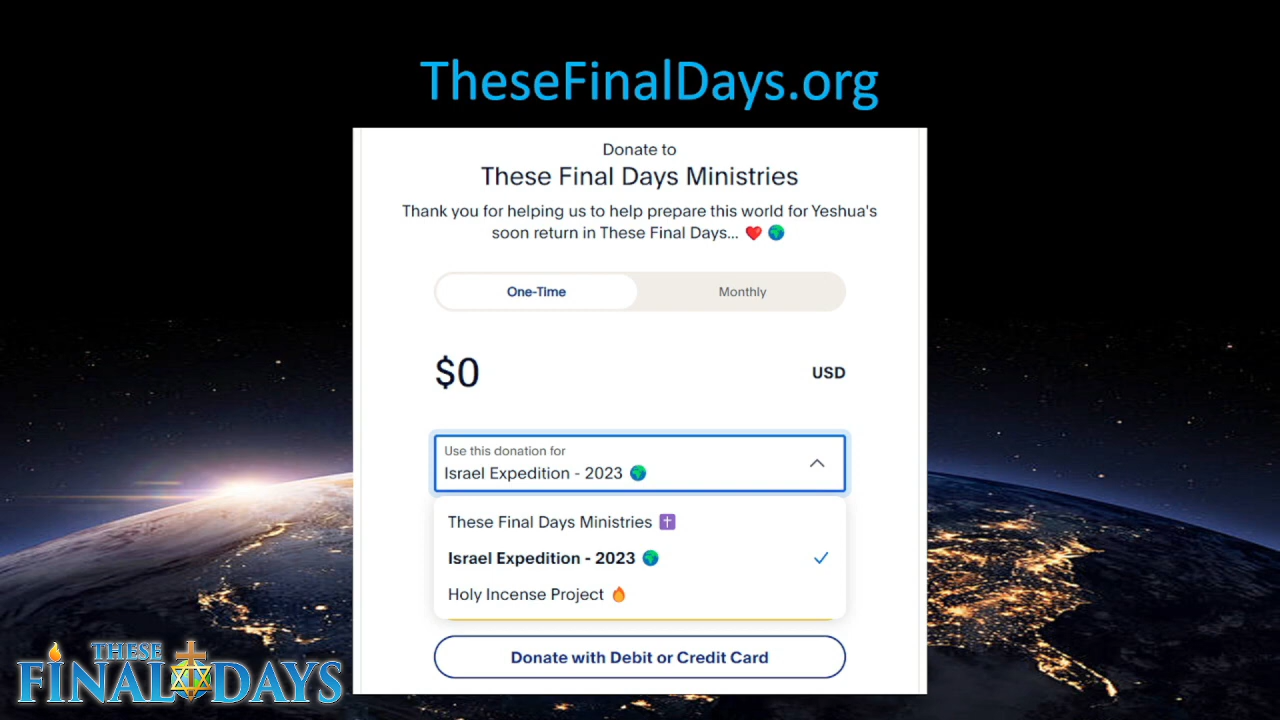 TheseFinalDays.org
Donate to
These Final Days Ministries
Thank you for helping us to help prepare this world for Yeshua's
soon return in These Final Days... ❤️ 🌍
One-Time
Monthly
$0
USD
Use this donation for
Israel Expedition - 2023 🌍
These Final Days Ministries ✝️
Israel Expedition - 2023 🌍
Holy Incense Project 🔥
Donate with Debit or Credit Card
THESE
FINAL DAYS